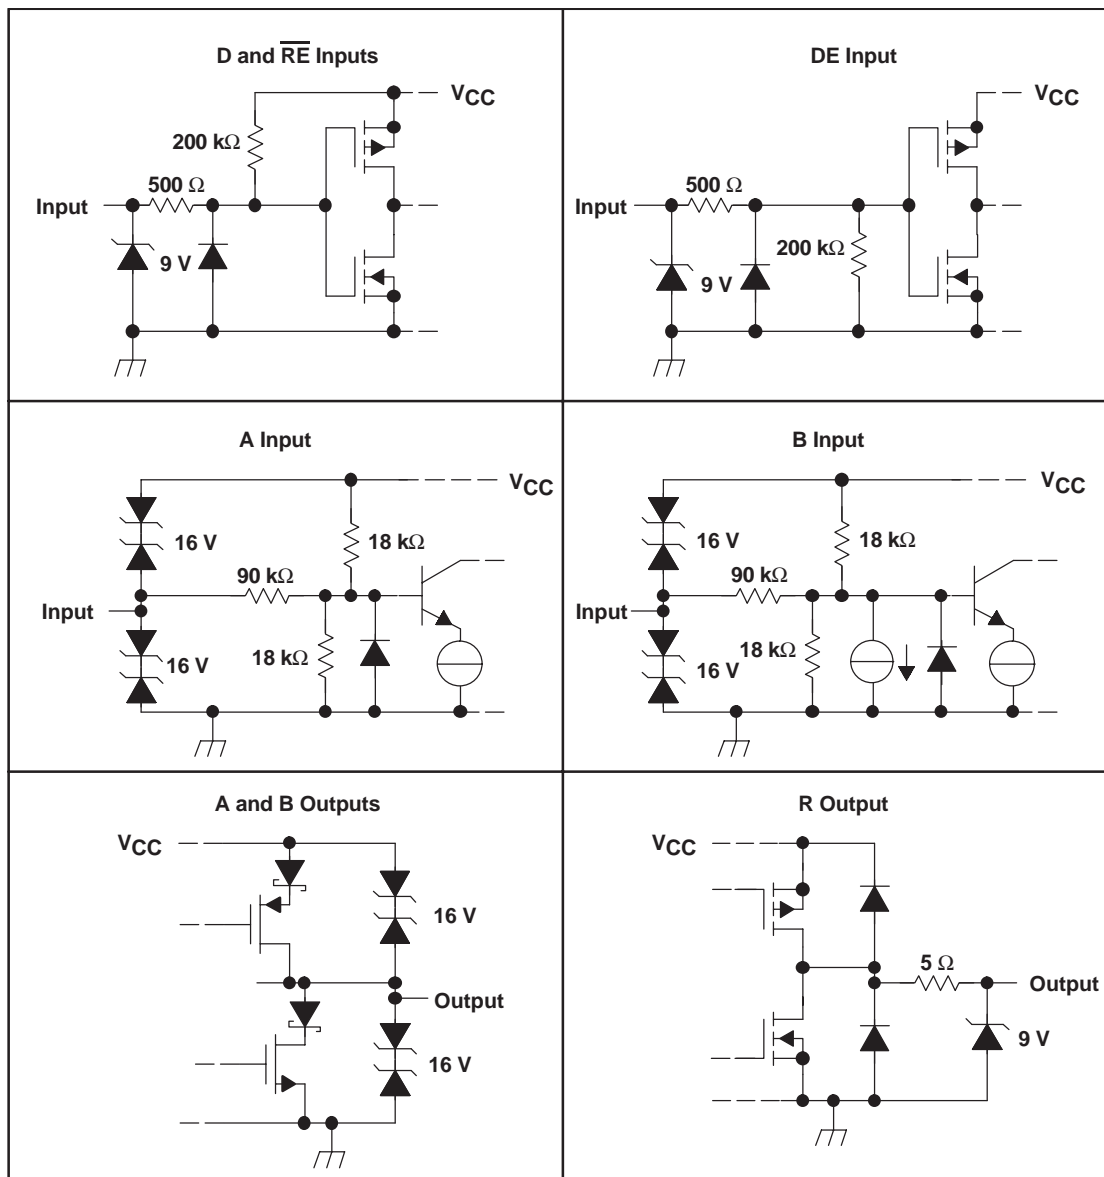 D and R̅E̅ Inputs
VCC
200 kΩ
500 Ω
Input
9 V
DE Input
VCC
500 Ω
Input
200 kΩ
9 V
A Input
VCC
16 V
18 kΩ
90 kΩ
Input
18 kΩ
16 V
B Input
VCC
16 V
18 kΩ
90 kΩ
Input
18 kΩ
16 V
A and B Outputs
VCC
16 V
Output
16 V
R Output
VCC
5 Ω
Output
9 V